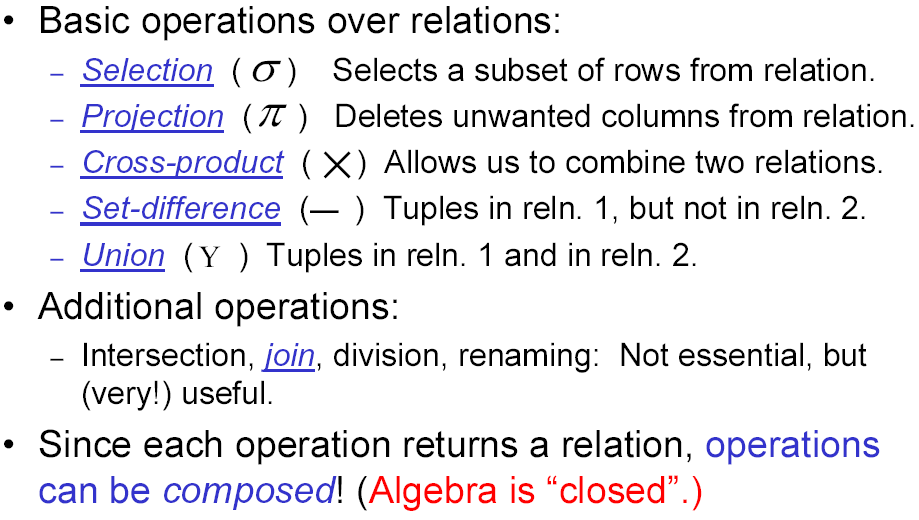 • Basic operations over relations:
– Selection ( σ ) Selects a subset of rows from relation.
– Projection ( π ) Deletes unwanted columns from relation.
– Cross-product ( × ) Allows us to combine two relations.
– Set-difference (— ) Tuples in reln. 1, but not in reln. 2.
– Union ( Υ ) Tuples in reln. 1 and in reln. 2.
• Additional operations:
– Intersection, join, division, renaming: Not essential, but
(very!) useful.
• Since each operation returns a relation, operations
can be composed! (Algebra is “closed”.)